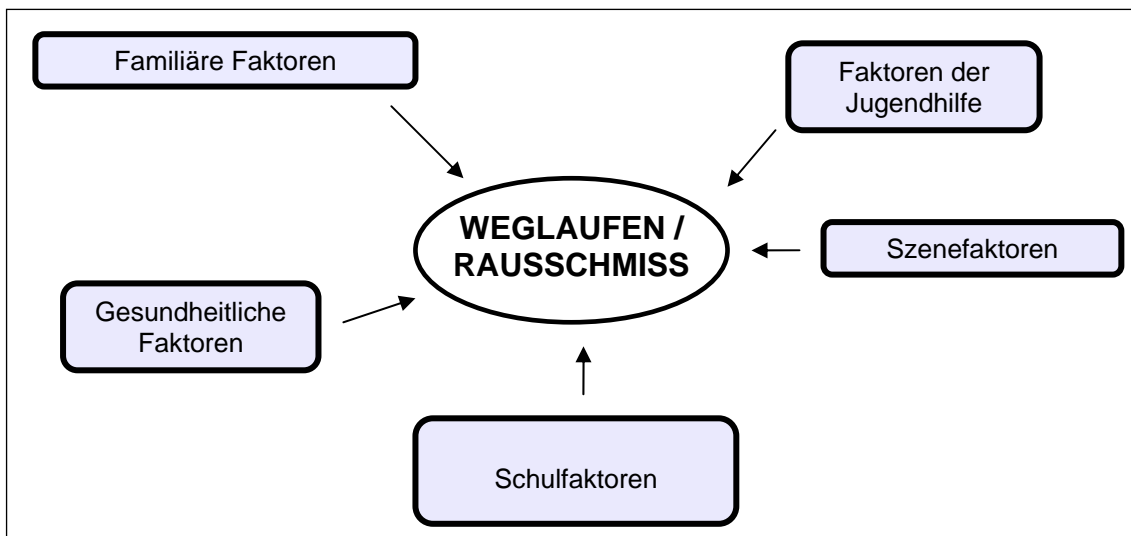 Familiäre Faktoren
Faktoren der
Jugendhilfe
WEGLAUFEN /
RAUSSCHMISS
Szenefaktoren
Gesundheitliche
Faktoren
Schulfaktoren